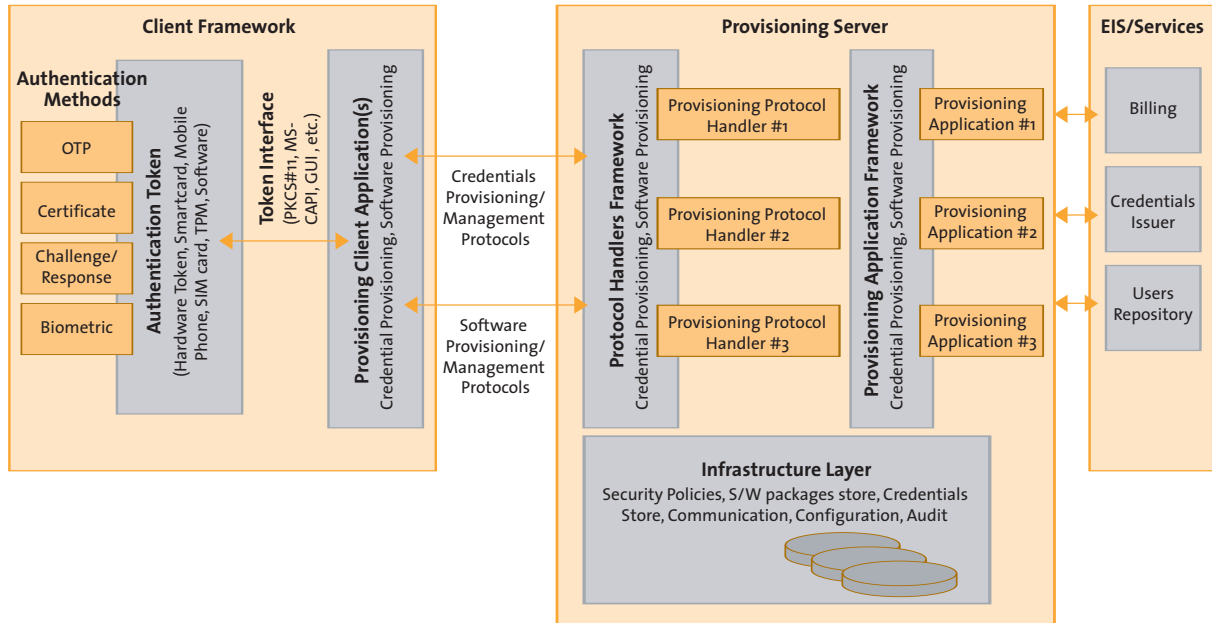 Client Framework
Authentication
Methods
OTP
Certificate
Challenge/
Response
Biometric
Authentication Token
(Hardware Token, Smartcard, Mobile
Phone, SIM card, TPM, Software)
Token Interface
(PKCS#11, MS-
CAPI, GUI , etc.)
Provisioning Client Application(s)
Credential Provisioning, Software Provisioning
Credentials
Provisioning/
Management
Protocols
Software
Provisioning/
Management
Protocols
Provisioning Server
Protocol Handlers Framework
Credential Provisioning, Software Provisioning
Provisioning Protocol
Handler #1
Provisioning Protocol
Handler #2
Provisioning Protocol
Handler #3
Provisioning Application Framework
Credential Provisioning, Software Provisioning
Provisioning
Application #1
Provisioning
Application #2
Provisioning
Application #3
Infrastructure Layer
Security Policies, S/W packages store, Credentials
Store, Communication, Configuration, Audit
EIS/Services
Billing
Credentials
Issuer
Users
Repository